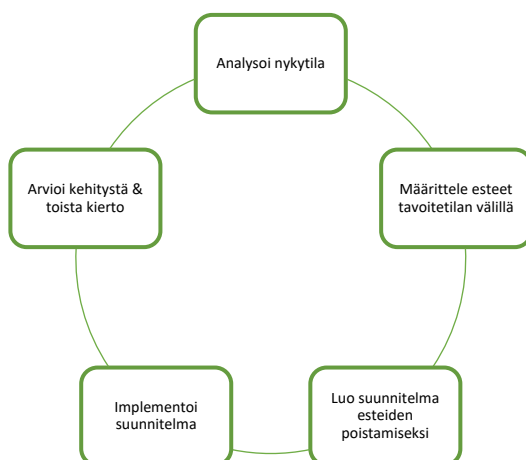 Analysoi nykytila
Määrittele esteet
tavoitetilan välillä
Luo suunnitelma
esteiden
poistamiseksi
Implementoi
suunnitelma
Arvioi kehitystä &
toista kierto